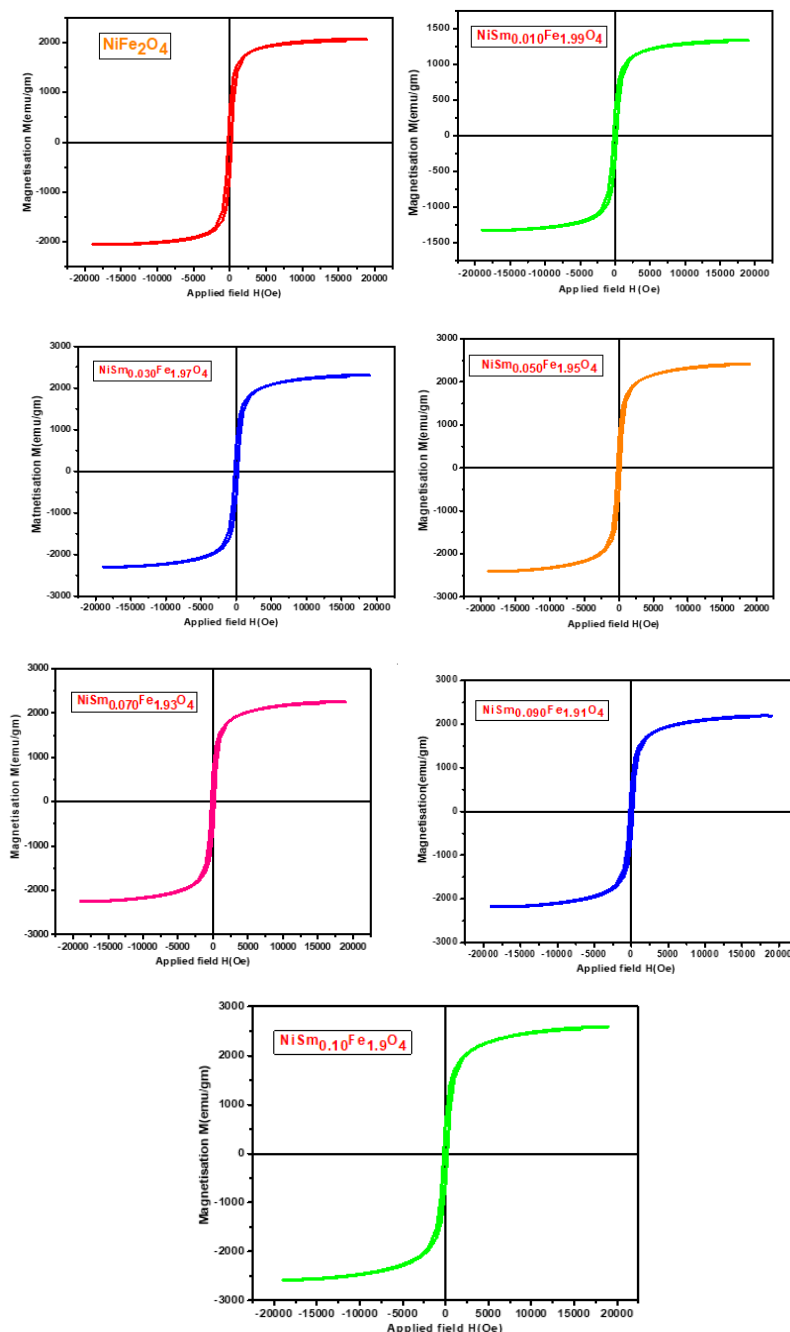 NiFe2O4
Magnetisation M(emu/gm)
2000
1000
0
-1000
-2000
-20000 -15000 -10000 -5000 0 5000 10000 15000 20000
Applied field H(Oe)
NiSm0.010Fe1.99O4
Magnetisation M(emu/gm)
1500
1000
500
0
-500
-1000
-1500
-20000 -15000 -10000 -5000 0 5000 10000 15000 20000
Applied field H(Oe)
NiSm0.030Fe1.97O4
Matnetisation M(emu/gm)
3000
2000
1000
0
-1000
-2000
-3000
-20000 -15000 -10000 -5000 0 5000 10000 15000 20000
Applied field H(Oe)
NiSm0.050Fe1.95O4
Magnetisation M(emu/gm)
3000
2000
1000
0
-1000
-2000
-3000
-20000 -15000 -10000 -5000 0 5000 10000 15000 20000
Applied field H(Oe)
NiSm0.070Fe1.93O4
Magnetisation M(emu/gm)
3000
2000
1000
0
-1000
-2000
-3000
-20000 -15000 -10000 -5000 0 5000 10000 15000 20000
Applied field H(Oe)
NiSm0.090Fe1.91O4
Magnetisation(emu/gm)
3000
2000
1000
0
-1000
-2000
-3000
-20000 -15000 -10000 -5000 0 5000 10000 15000 20000
Applied field H(Oe)
NiSm0.10Fe1.9O4
Magnetisation M(emu/gm)
3000
2000
1000
0
-1000
-2000
-3000
-20000 -15000 -10000 -5000 0 5000 10000 15000 20000
Applied field H(Oe)